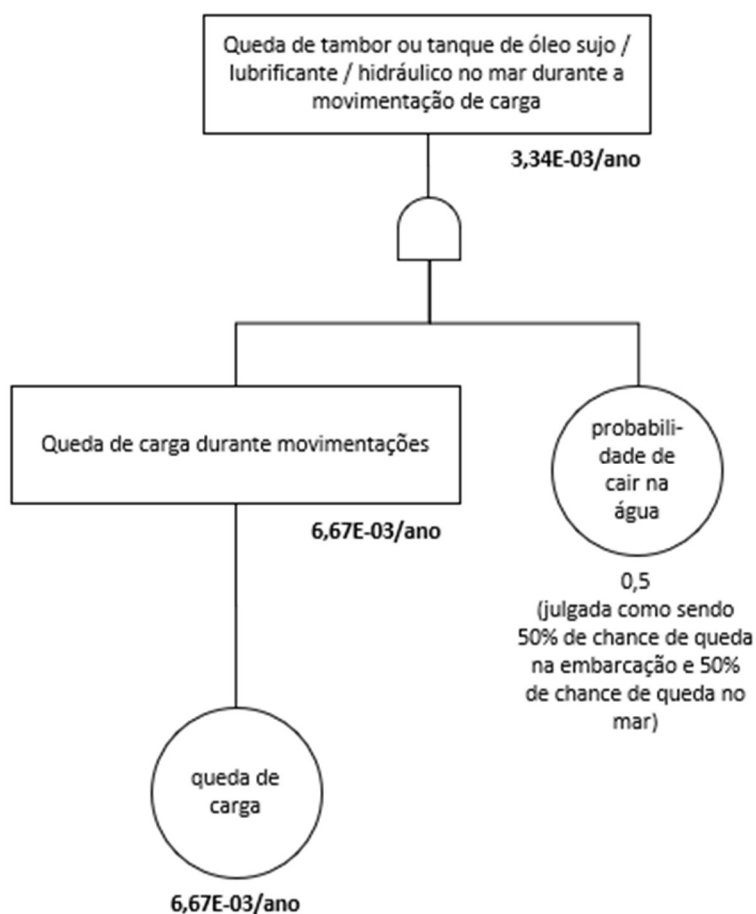 Queda de tambor ou tanque de óleo sujo /
lubrificante / hidráulico no mar durante a
movimentação de carga
3,34E-03/ano
Queda de carga durante movimentações
6,67E-03/ano
probabili-
dade de
cair na
água
0,5
(julgada como sendo
50% de chance de queda
na embarcação e 50%
de chance de queda no
mar)
queda de
carga
6,67E-03/ano